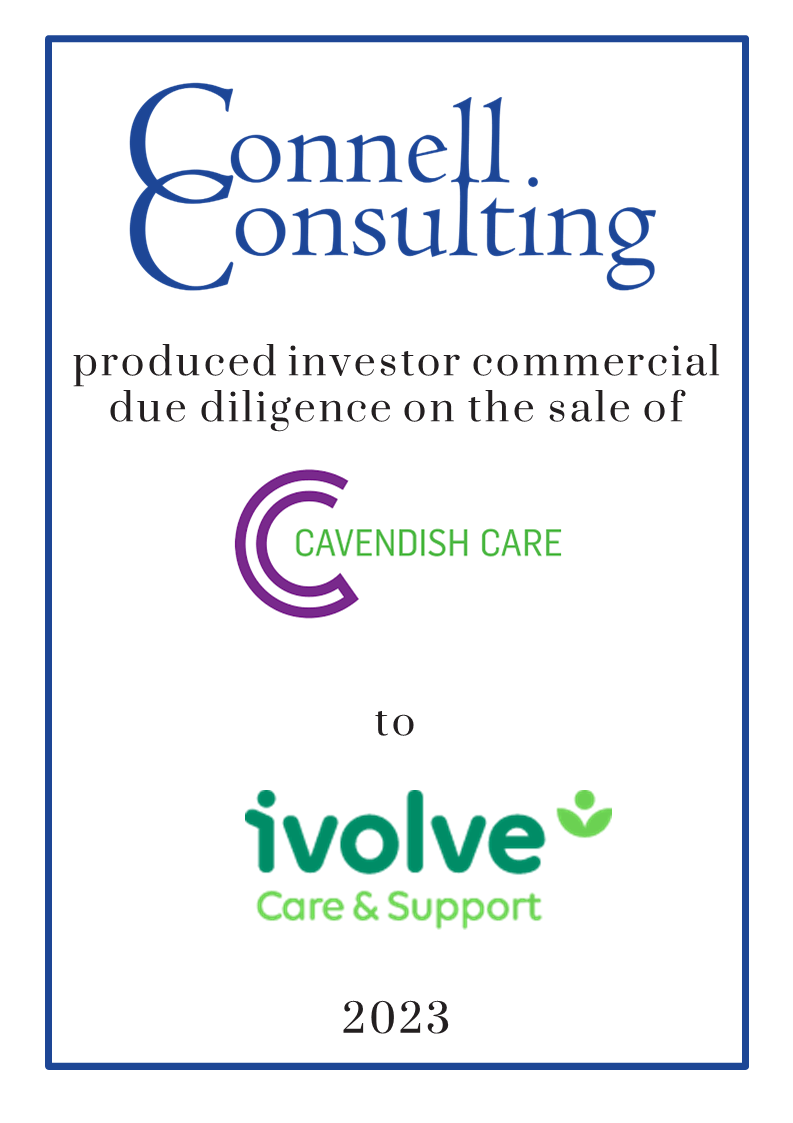 Connell
Consulting
produced investor commercial
due diligence on the sale of
CAVENDISH CARE
to
ivolve
Care & Support
2023